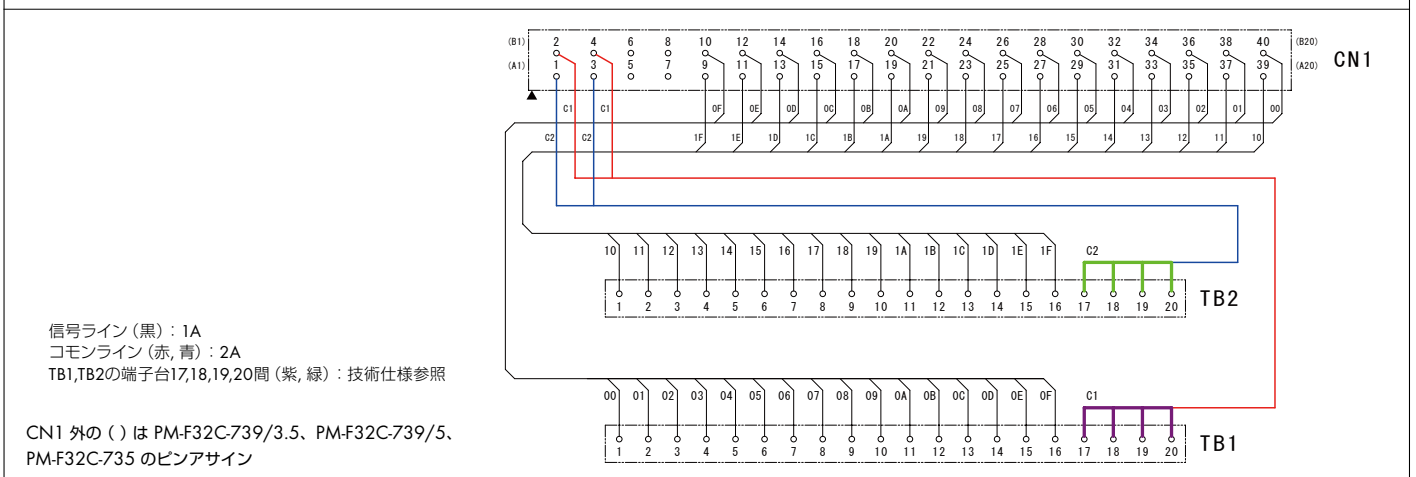 (B1) 2 4 6 8 10 12 14 16 18 20 22 24 26 28 30 32 34 36 38 40 (B20)
(A1) 1 3 5 7 9 11 13 15 17 19 21 23 25 27 29 31 33 35 37 39 (A20)
CN1
C1 C1 0F 0E 0D 0C 0B 0A 09 08 07 06 05 04 03 02 01 00
C2 C2 1F 1E 1D 1C 1B 1A 19 18 17 16 15 14 13 12 11 10
10 11 12 13 14 15 16 17 18 19 1A 1B 1C 1D 1E 1F C2
1 2 3 4 5 6 7 8 9 10 11 12 13 14 15 16 17 18 19 20
TB2
信号ライン（黒）：1A
コモンライン（赤, 青）：2A
TB1,TB2の端子台17,18,19,20間（紫, 緑）：技術仕様参照
00 01 02 03 04 05 06 07 08 09 0A 0B 0C 0D 0E 0F C1
1 2 3 4 5 6 7 8 9 10 11 12 13 14 15 16 17 18 19 20
TB1
CN1 外の ( ) は PM-F32C-739/3.5、PM-F32C-739/5、
PM-F32C-735 のピンアサイン